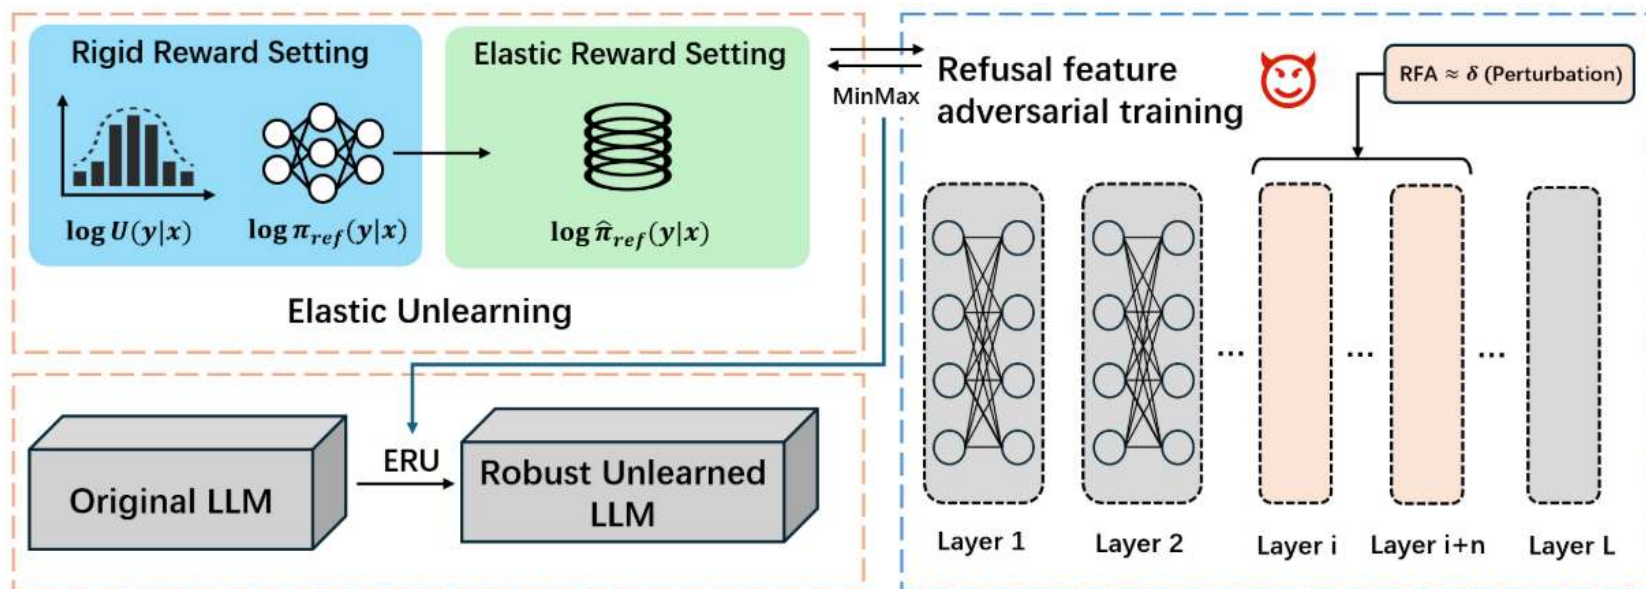 Rigid Reward Setting
log U(y|x)
log π_ref(y|x)
Elastic Reward Setting
log π̂_ref(y|x)
Elastic Unlearning
MinMax
Refusal feature
adversarial training
RFA ≈ δ (Perturbation)
...
...
...
Layer 1
Layer 2
Layer i
Layer i+n
Layer L
Original LLM
ERU
Robust Unlearned
LLM